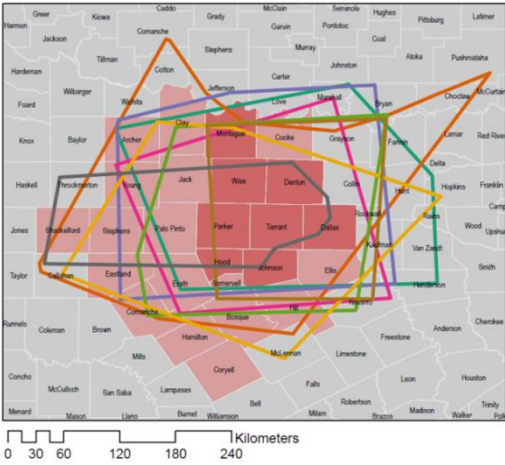 Greer Kiowa Caddo Grady McClain Seminole Hughes Pittsburg Latimer
Harmon Comanche Garvin Pontotoc
Jackson Stephens Coal
Tillman Cotton Murray Johnston Atoka Pushmataha
Hardeman Carter
Wilbarger Jefferson
Foard Wichita Love Marshall Bryan Choctaw McCurtain
Clay
Knox Baylor Archer Montague Cooke Grayson Fannin Lamar Red River
Haskell Throckmorton Young Jack Wise Denton Collin Hunt Delta Hopkins Franklin
Camp
Jones Shackelford Stephens Palo Pinto Parker Tarrant Dallas Rockwall Rains Wood Upshur
Kaufman Van Zandt
Taylor Callahan Eastland Hood Johnson Ellis Smith
Erath Somervell Henderson
Comanche Bosque Hill Navarro
Runnels Coleman Brown Hamilton Anderson Cherokee
Mills McLennan Limestone Freestone
Concho McCulloch San Saba Lampasas Coryell Falls Leon Houston
Bell Robertson Trinity
Menard Mason Llano Burnet Williamson Milam Brazos Madison Walker Polk
Kilometers
0 30 60 120 180 240